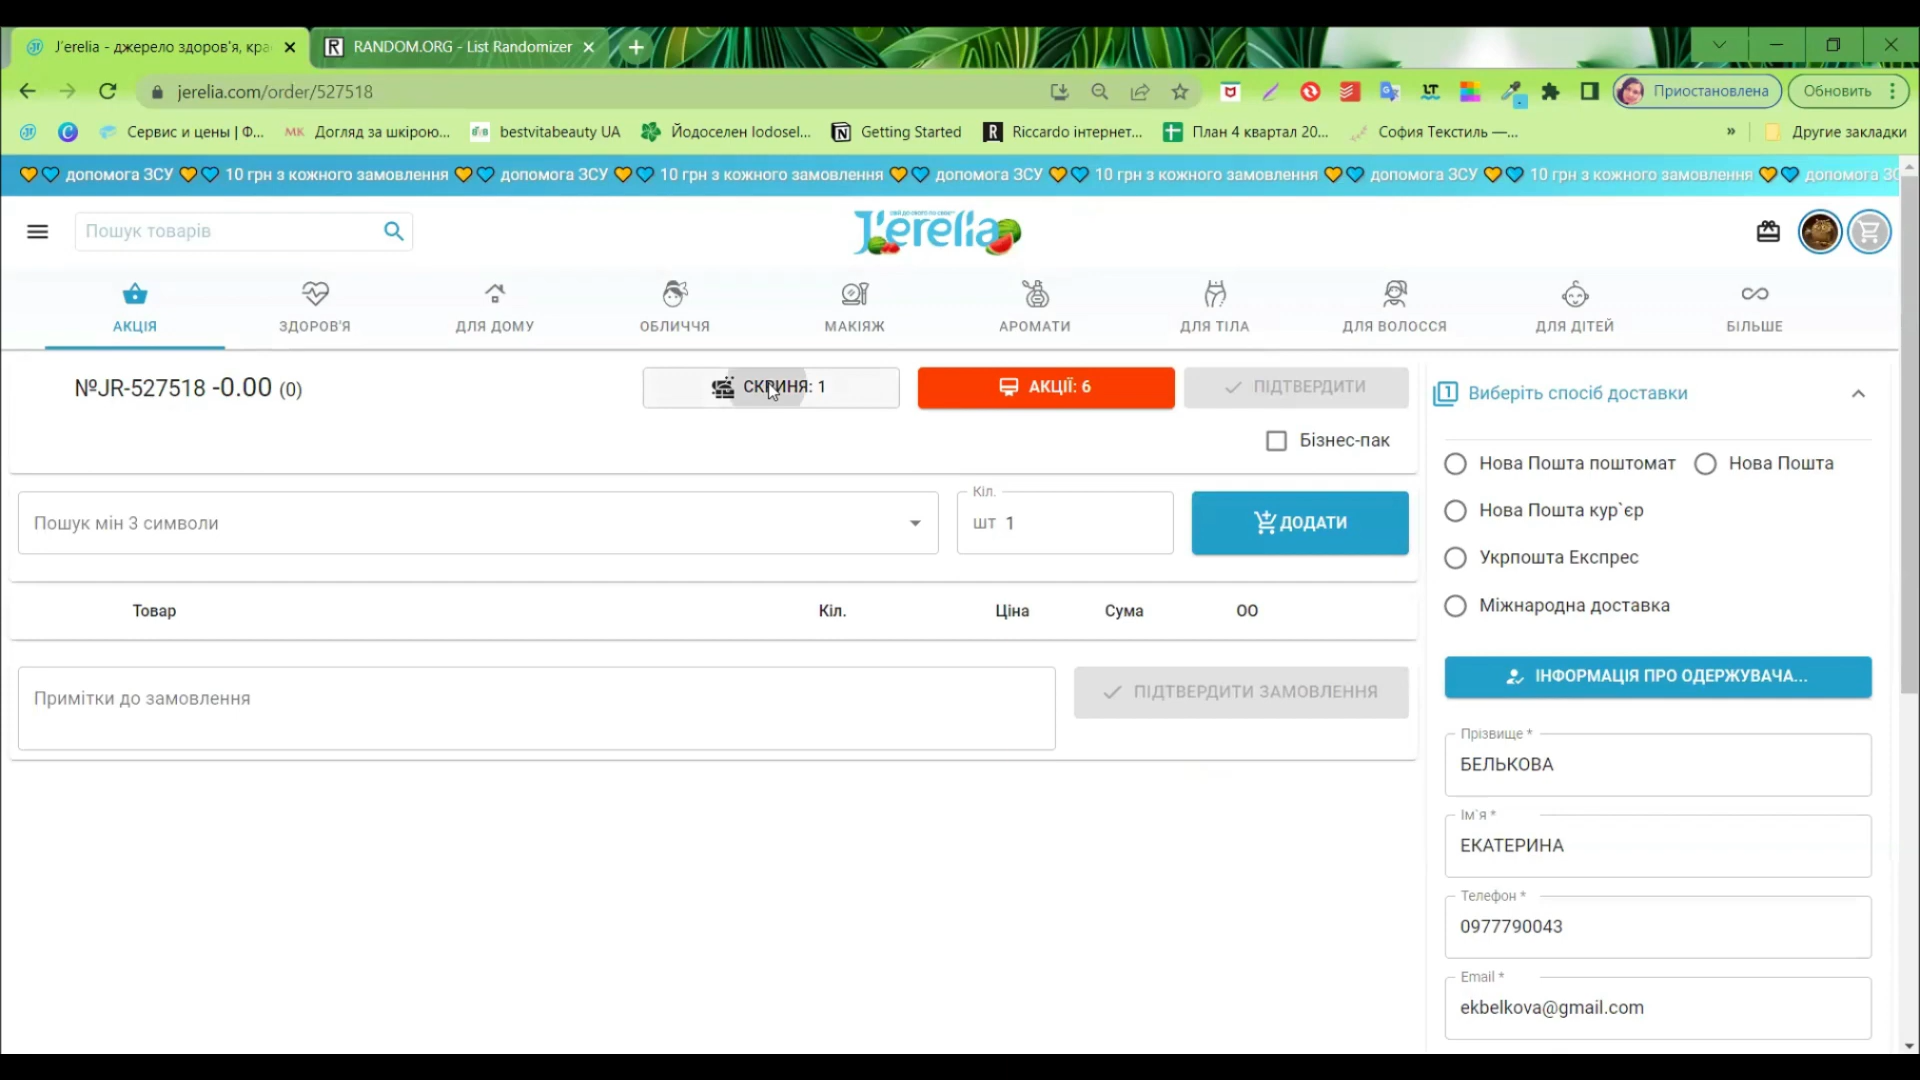 J'erelia - джерело здоров'я, кра
RANDOM.ORG - List Randomizer
jerelia.com/order/527518
Приостановлена
Обновить
Сервис и цены | Ф...
МК Догляд за шкірою...
bestvitabeauty UA
Йодоселен Iodosel...
Getting Started
Riccardo інтернет...
План 4 квартал 20...
София Текстиль —...
»
Другие закладки
допомога ЗСУ 10 грн з кожного замовлення допомога ЗСУ 10 грн з кожного замовлення допомога ЗСУ 10 грн з кожного замовлення допомога ЗСУ 10 грн з кожного замовлення допомога ЗС
Пошук товарів
J'erelia
АКЦІЯ
ЗДОРОВ'Я
ДЛЯ ДОМУ
ОБЛИЧЧЯ
МАКІЯЖ
АРОМАТИ
ДЛЯ ТІЛА
ДЛЯ ВОЛОССЯ
ДЛЯ ДІТЕЙ
БІЛЬШЕ
№JR-527518 -0.00 (0)
СКРИНЯ: 1
АКЦІЇ: 6
ПІДТВЕРДИТИ
Бізнес-пак
Пошук мін 3 символи
Кіл.
шт 1
ДОДАТИ
Товар
Кіл.
Ціна
Сума
ОО
Примітки до замовлення
ПІДТВЕРДИТИ ЗАМОВЛЕННЯ
1 Виберіть спосіб доставки
Нова Пошта поштомат
Нова Пошта
Нова Пошта кур`єр
Укрпошта Експрес
Міжнародна доставка
ІНФОРМАЦІЯ ПРО ОДЕРЖУВАЧА...
Прізвище *
БЕЛЬКОВА
Ім`я *
ЕКАТЕРИНА
Телефон *
0977790043
Email *
ekbelkova@gmail.com